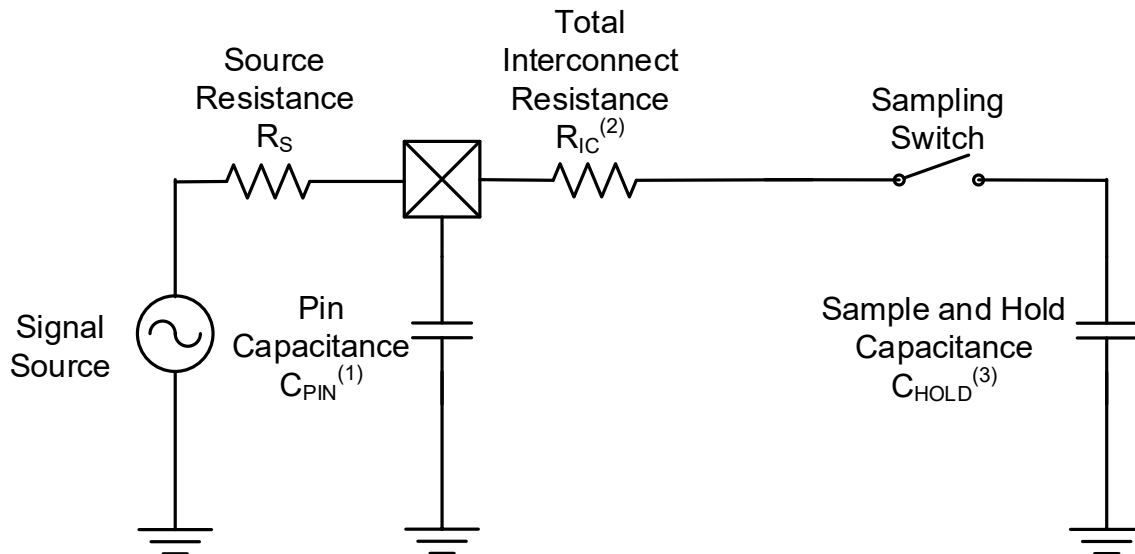 Source
Resistance
R_S
Total
Interconnect
Resistance
R_IC^(2)
Sampling
Switch
Signal
Source
Pin
Capacitance
C_PIN^(1)
Sample and Hold
Capacitance
C_HOLD^(3)